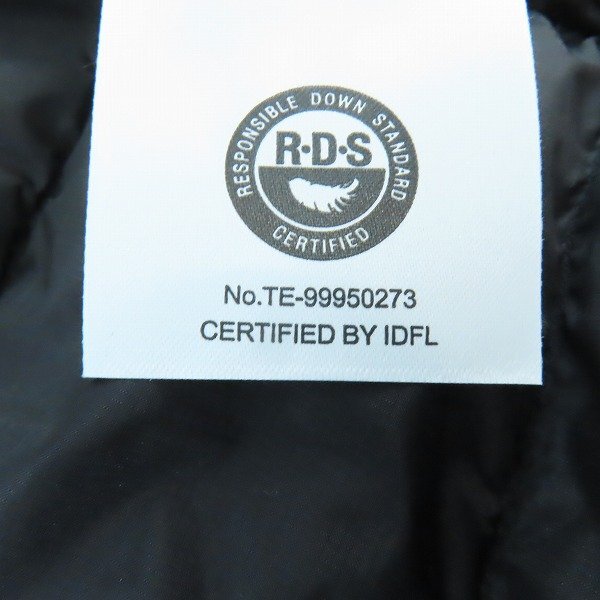 RESPONSIBLE DOWN STANDARD
R·D·S
CERTIFIED
No.TE-99950273
CERTIFIED BY IDFL